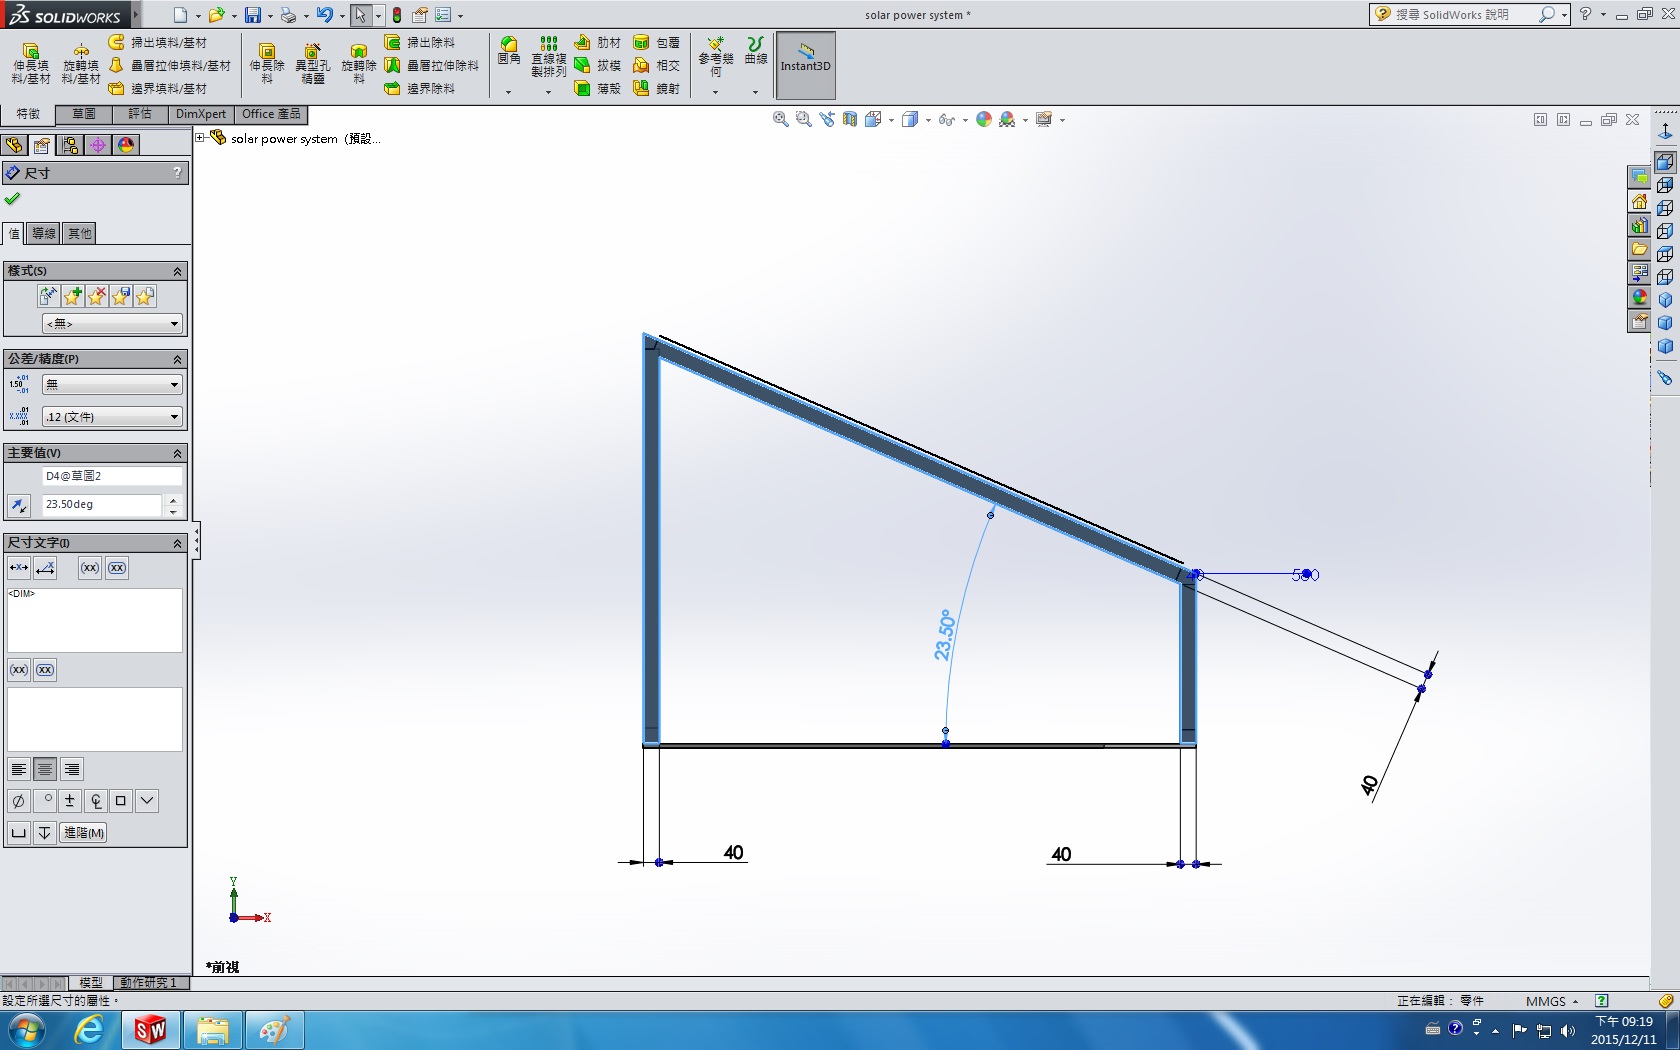 SOLIDWORKS
solar power system *
搜尋 SolidWorks 說明
伸長填料/基材
旋轉填料/基材
掃出填料/基材
疊層拉伸填料/基材
邊界填料/基材
伸長除料
異型孔精靈
旋轉除料
掃出除料
疊層拉伸除料
邊界除料
圓角
直線複製排列
肋材
拔模
薄殼
包覆
相交
鏡射
參考幾何
曲線
Instant3D
特徵
草圖
評估
DimXpert
Office 產品
solar power system (預設...
尺寸
?
值
導線
其他
樣式(S)
<無>
公差/精度(P)
無
.12 (文件)
主要值(V)
D4@草圖2
23.50deg
尺寸文字(I)
<DIM>
進階(M)
23.50°
40
40
40
Y
X
*前視
模型
動作研究 1
設定所選尺寸的屬性。
正在編輯： 零件
MMGS
下午 09:19
2015/12/11